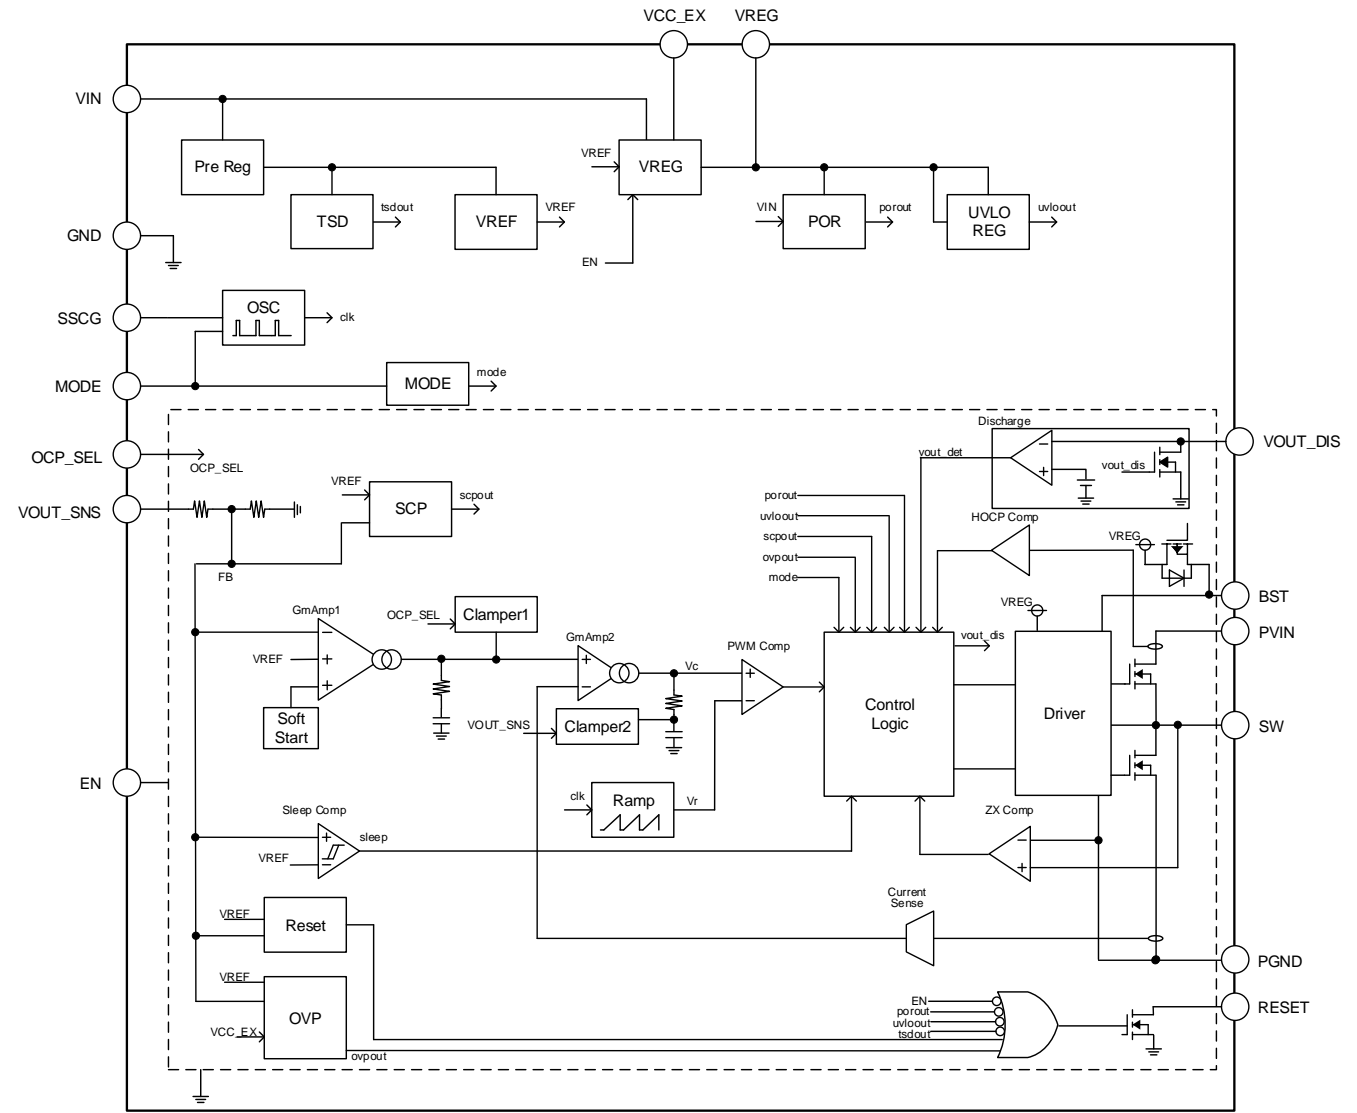 VCC_EX
VREG
VIN
Pre Reg
VREF
VREG
TSD
tsdout
VREF
VREF
VIN
POR
porout
UVLO
REG
uvloout
GND
EN
SSCG
OSC
clk
MODE
MODE
mode
OCP_SEL
OCP_SEL
Discharge
vout_det
vout_dis
VOUT_DIS
VOUT_SNS
VREF
SCP
scpout
porout
uvloout
scpout
ovpout
mode
HOCP Comp
VREG
FB
BST
GmAmp1
OCP_SEL
Clamper1
GmAmp2
VREG
PVIN
VREF
Vc
PWM Comp
vout_dis
Soft
Start
VOUT_SNS
Clamper2
Control
Logic
Driver
SW
EN
clk
Ramp
Vr
Sleep Comp
sleep
VREF
ZX Comp
Current
Sense
VREF
Reset
PGND
VREF
OVP
VCC_EX
ovpout
EN
porout
uvloout
tsdout
RESET